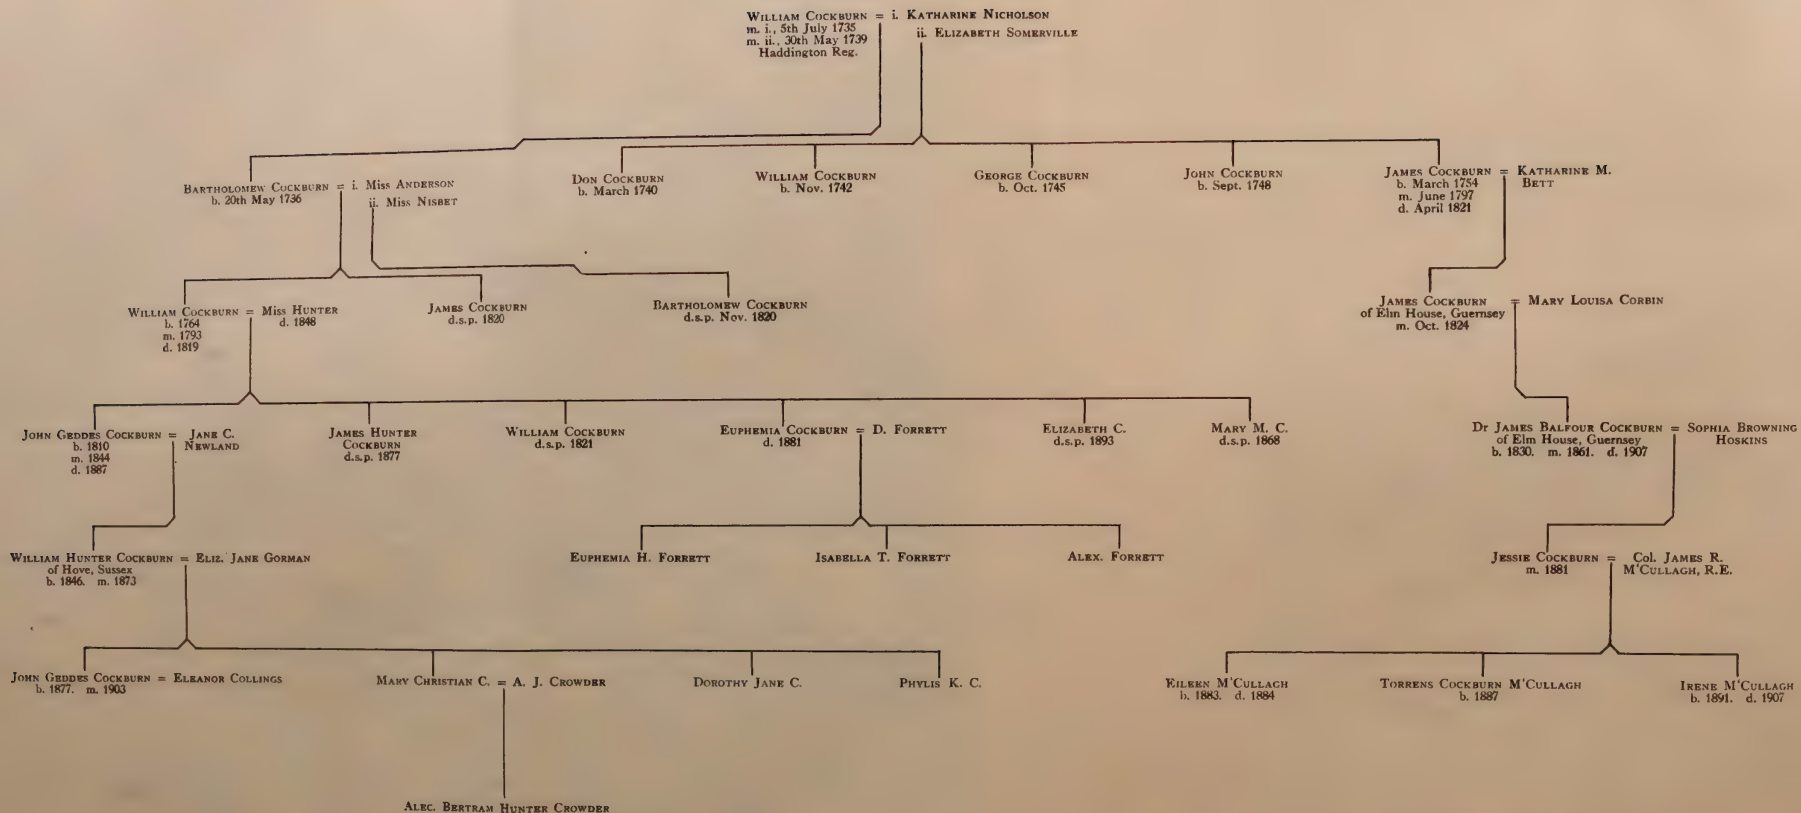 WILLIAM COCKBURN = i. KATHARINE NICHOLSON
m. i., 5th July 1735
ii. ELIZABETH SOMERVILLE
m. ii., 30th May 1739
Haddington Reg.
BARTHOLOMEW COCKBURN = i. MISS ANDERSON
b. 20th May 1736
ii. MISS NISBET
DON COCKBURN
b. March 1740
WILLIAM COCKBURN
b. Nov. 1742
GEORGE COCKBURN
b. Oct. 1745
JOHN COCKBURN
b. Sept. 1748
JAMES COCKBURN = KATHARINE M.
b. March 1754
BETT
m. June 1797
d. April 1821
WILLIAM COCKBURN = MISS HUNTER
b. 1764
d. 1848
m. 1793
d. 1819
JAMES COCKBURN
d.s.p. 1820
BARTHOLOMEW COCKBURN
d.s.p. Nov. 1820
JAMES COCKBURN = MARY LOUISA CORBIN
of Elm House, Guernsey
m. Oct. 1824
JOHN GEDDES COCKBURN = JANE C.
b. 1810
NEWLAND
m. 1844
d. 1887
JAMES HUNTER
COCKBURN
d.s.p. 1877
WILLIAM COCKBURN
d.s.p. 1821
EUPHEMIA COCKBURN = D. FORRETT
d. 1881
ELIZABETH C.
d.s.p. 1893
MARY M. C.
d.s.p. 1868
Dr JAMES BALFOUR COCKBURN = SOPHIA BROWNING
of Elm House, Guernsey
HOSKINS
b. 1830. m. 1861. d. 1907
WILLIAM HUNTER COCKBURN = ELIZ. JANE GORMAN
of Hove, Sussex
b. 1846. m. 1873
EUPHEMIA H. FORRETT
ISABELLA T. FORRETT
ALEX. FORRETT
JESSIE COCKBURN = Col. JAMES R.
m. 1881
M'CULLAGH, R.E.
JOHN GEDDES COCKBURN = ELEANOR COLLINGS
b. 1877. m. 1903
MARY CHRISTIAN C. = A. J. CROWDER
DOROTHY JANE C.
PHYLIS K. C.
EILEEN M'CULLAGH
b. 1883. d. 1884
TORRENS COCKBURN M'CULLAGH
b. 1887
IRENE M'CULLAGH
b. 1891. d. 1907
ALEC. BERTRAM HUNTER CROWDER